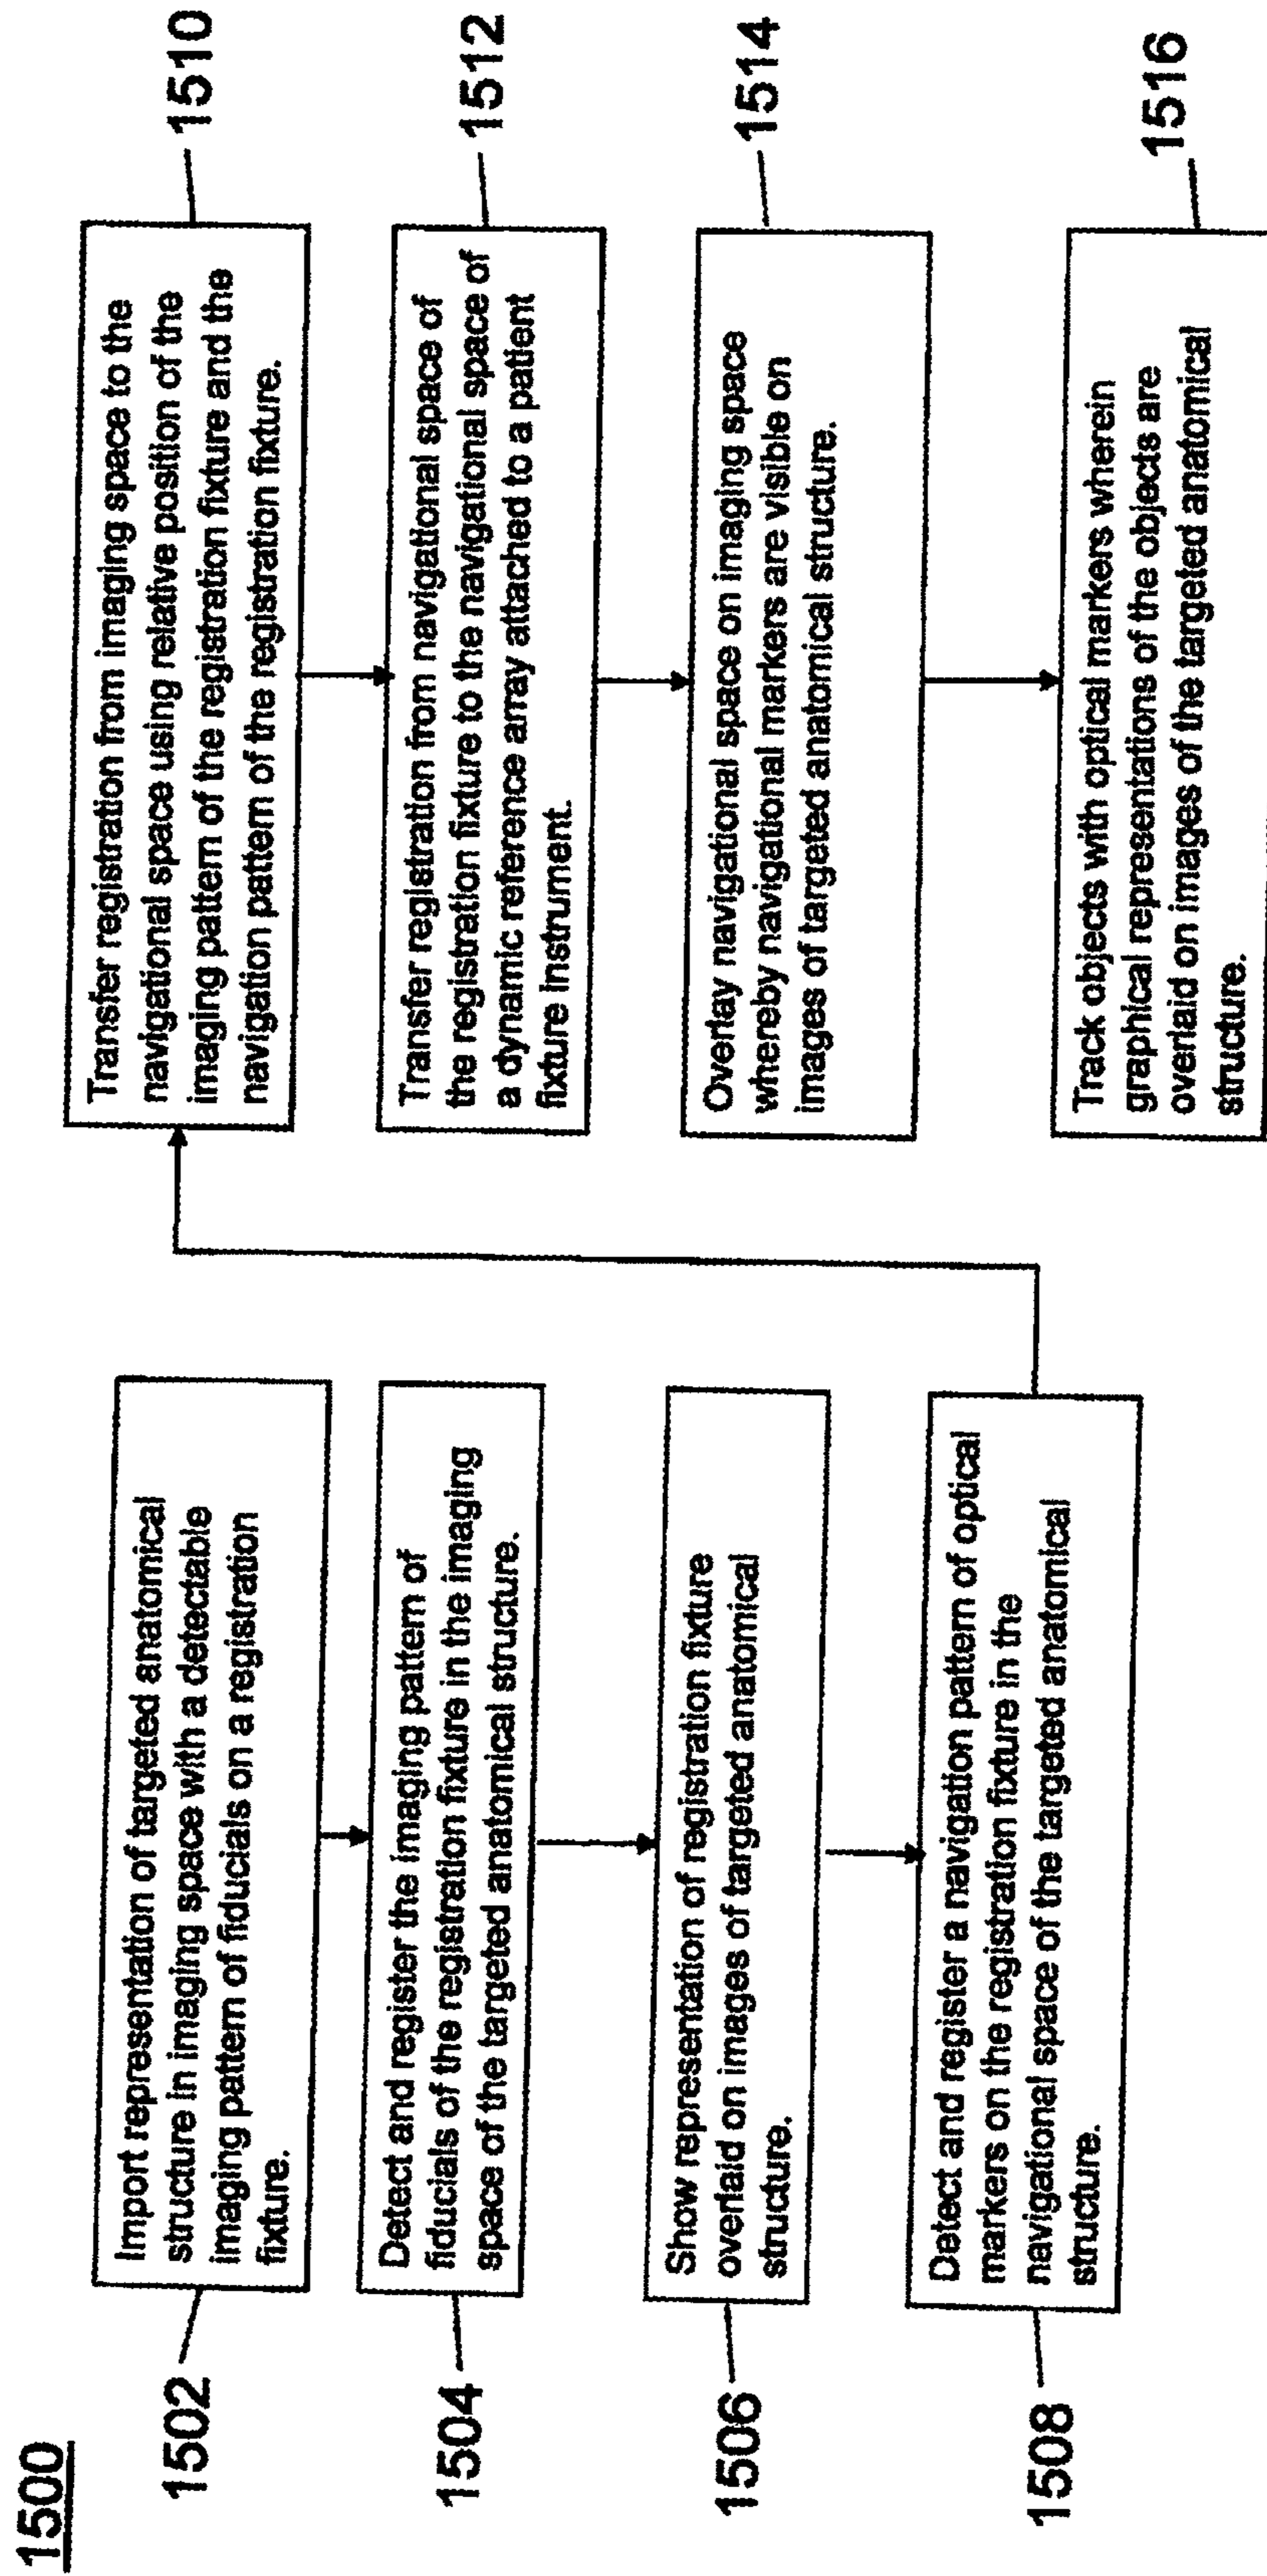 1500
1502
Import representation of targeted anatomical
structure in imaging space with a detectable
imaging pattern of fiducials on a registration
fixture.
1504
Detect and register the imaging pattern of
fiducials of the registration fixture in the imaging
space of the targeted anatomical structure.
1506
Show representation of registration fixture
overlaid on images of targeted anatomical
structure.
1508
Detect and register a navigation pattern of optical
markers on the registration fixture in the
navigational space of the targeted anatomical
structure.
1510
Transfer registration from imaging space to the
navigational space using relative position of the
imaging pattern of the registration fixture and the
navigation pattern of the registration fixture.
1512
Transfer registration from navigational space of
the registration fixture to the navigational space of
a dynamic reference array attached to a patient
fixture instrument.
1514
Overlay navigational space on imaging space
whereby navigational markers are visible on
images of targeted anatomical structure.
1516
Track objects with optical markers wherein
graphical representations of the objects are
overlaid on images of the targeted anatomical
structure.